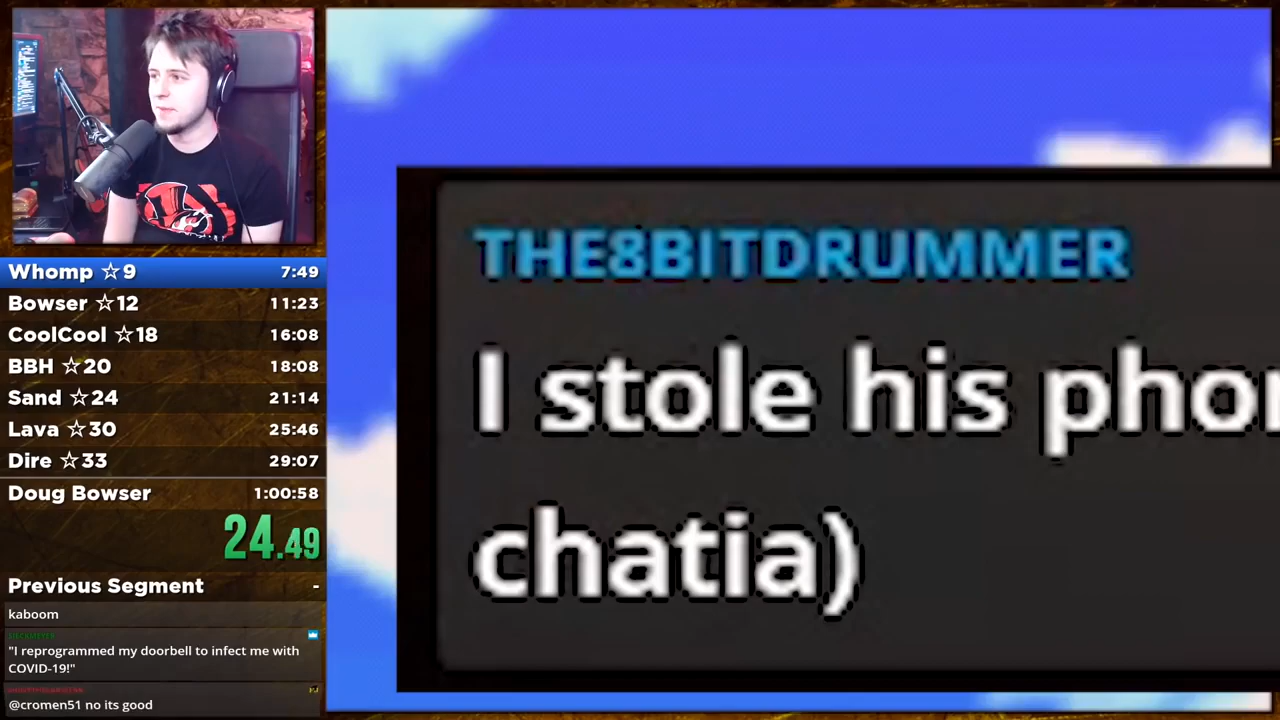 Whomp ☆9 7:49
Bowser ☆12 11:23
CoolCool ☆18 16:08
BBH ☆20 18:08
Sand ☆24 21:14
Lava ☆30 25:46
Dire ☆33 29:07
Doug Bowser 1:00:58
24.49
Previous Segment -
kaboom
"I reprogrammed my doorbell to infect me with
COVID-19!"
@cromen51 no its good
THE8BITDRUMMER
I stole his
chatia)